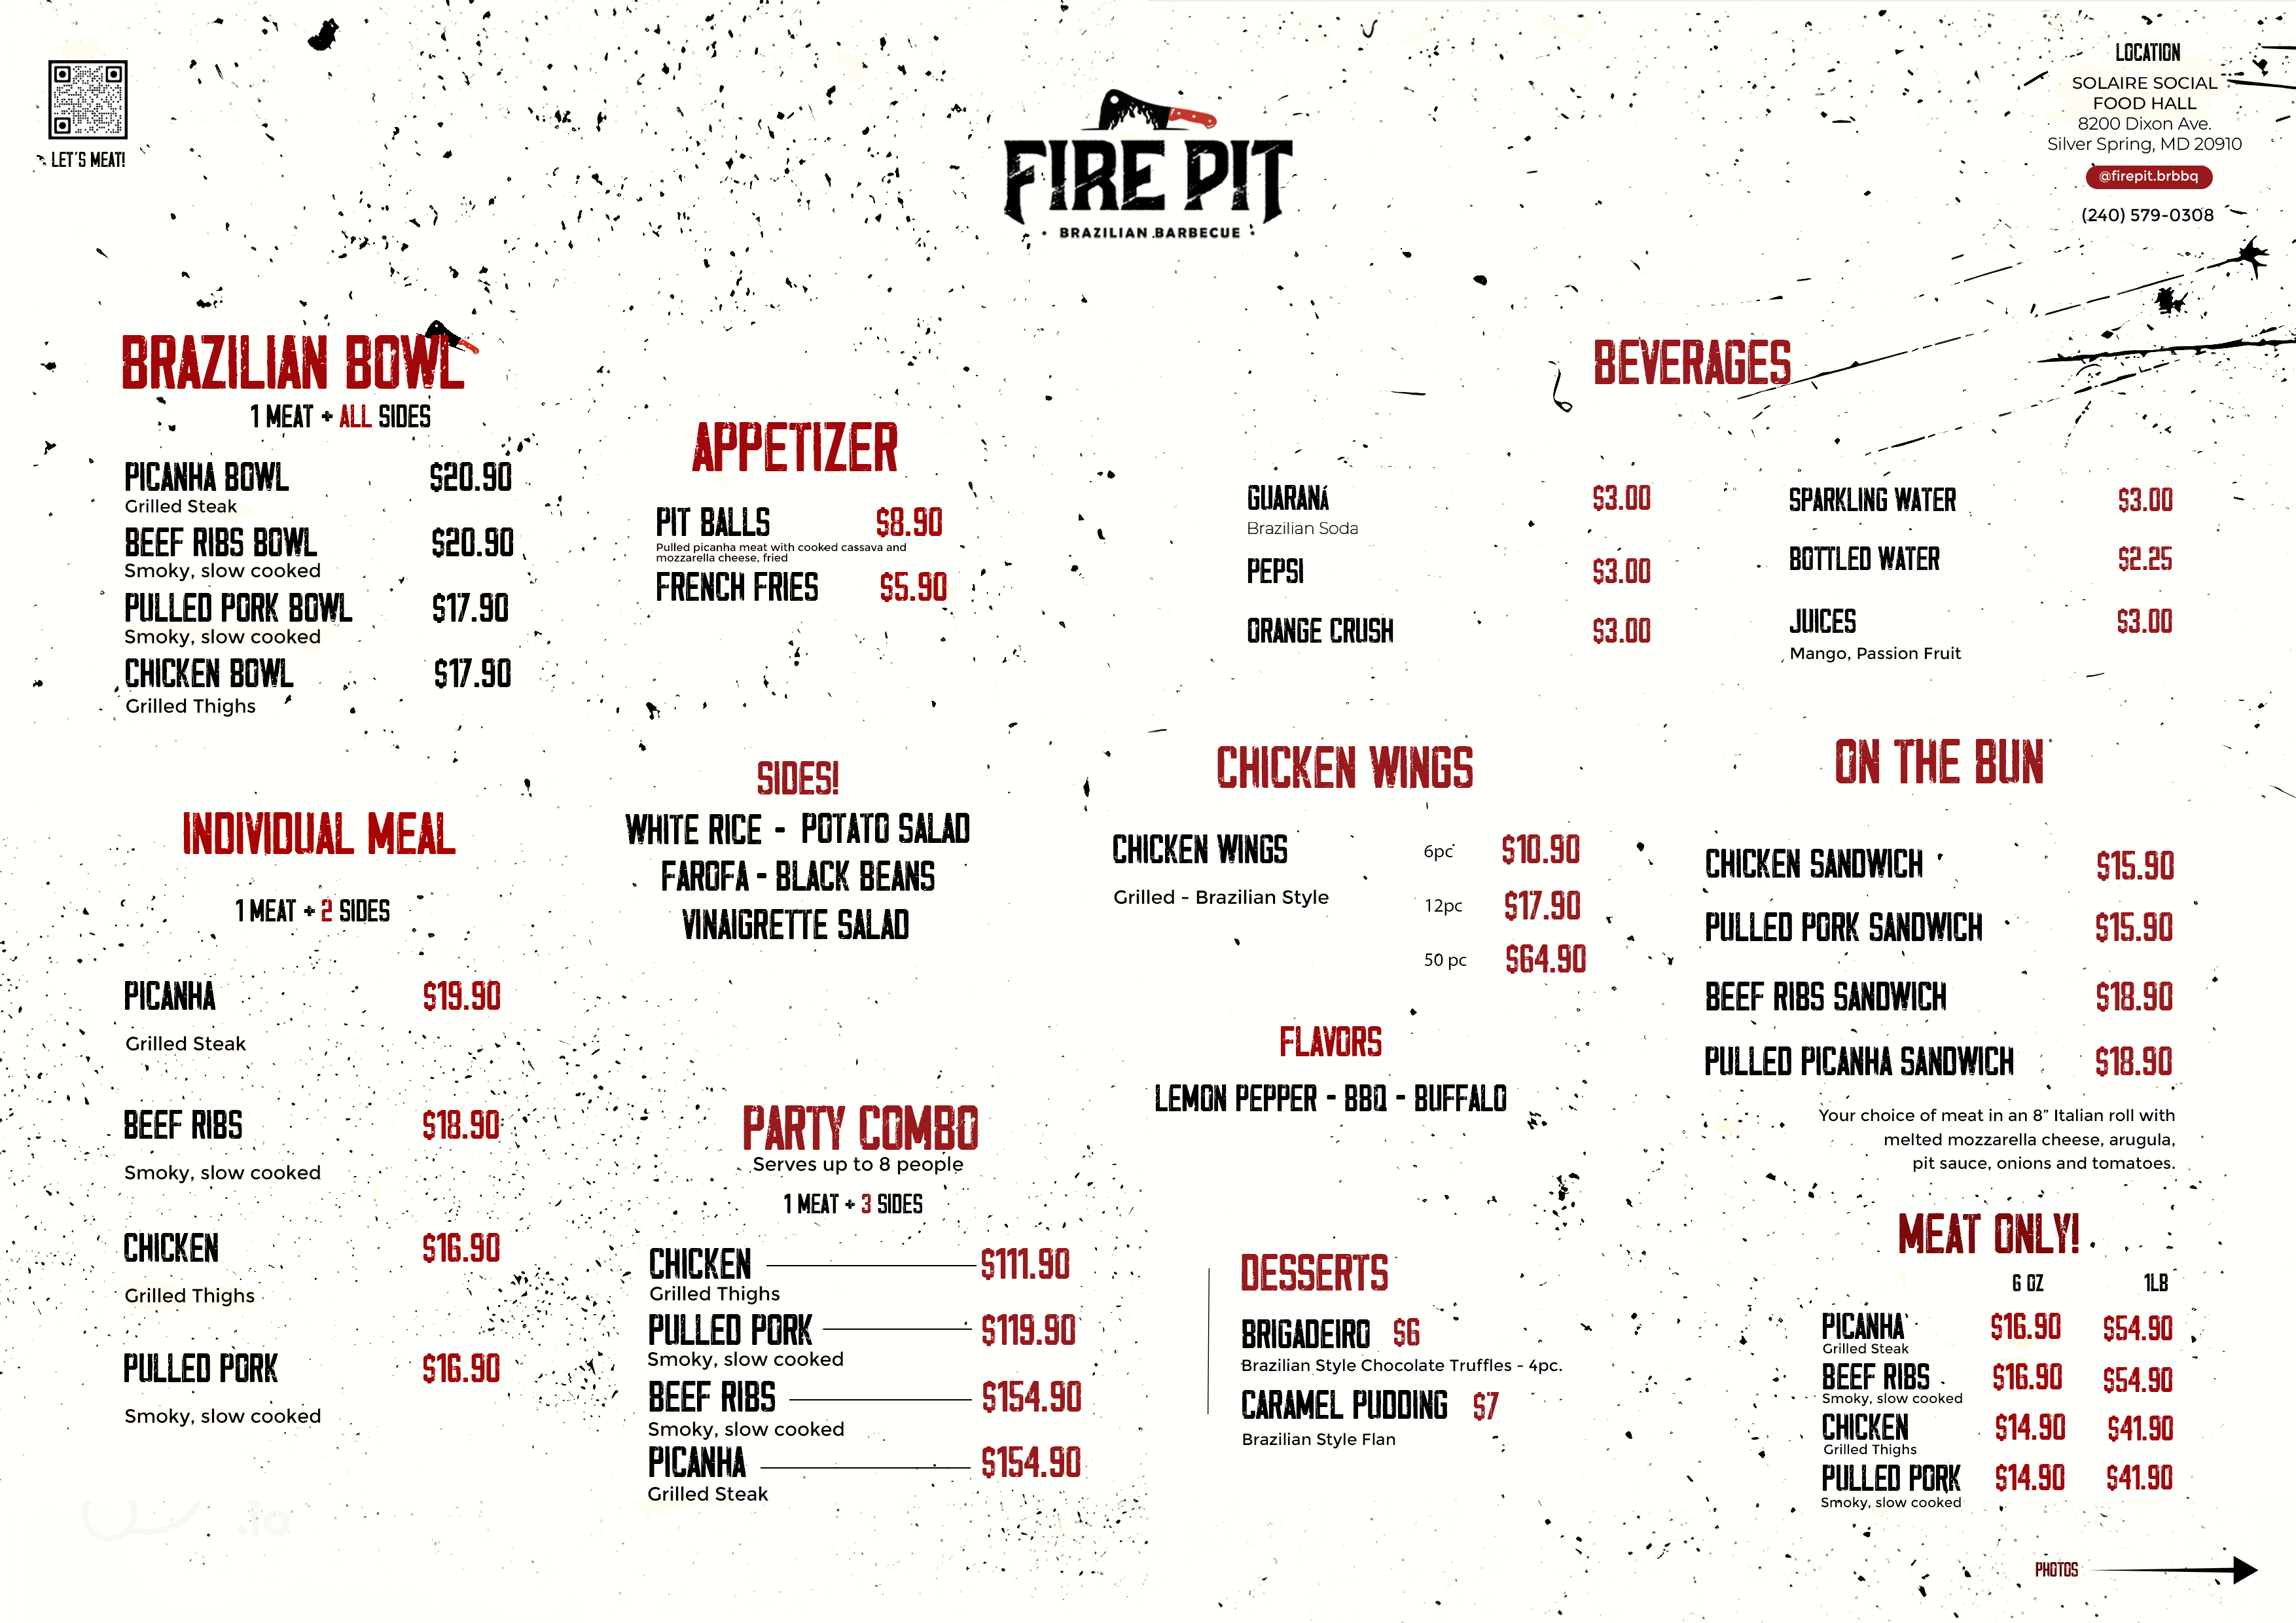 LET'S MEAT!
FIRE PIT
BRAZILIAN BARBECUE
LOCATION
SOLAIRE SOCIAL
FOOD HALL
8200 Dixon Ave.
Silver Spring, MD 20910
@firepit.brbbq
(240) 579-0308
BRAZILIAN BOWL
1 MEAT + ALL SIDES
PICANHA BOWL $20.90
Grilled Steak
BEEF RIBS BOWL $20.90
Smoky, slow cooked
PULLED PORK BOWL $17.90
Smoky, slow cooked
CHICKEN BOWL $17.90
Grilled Thighs
INDIVIDUAL MEAL
1 MEAT + 2 SIDES
PICANHA $19.90
Grilled Steak
BEEF RIBS $18.90
Smoky, slow cooked
CHICKEN $16.90
Grilled Thighs
PULLED PORK $16.90
Smoky, slow cooked
APPETIZER
PIT BALLS $8.90
Pulled picanha meat with cooked cassava and
mozzarella cheese, fried
FRENCH FRIES $5.90
SIDES!
WHITE RICE - POTATO SALAD
FAROFA - BLACK BEANS
VINAIGRETTE SALAD
PARTY COMBO
Serves up to 8 people
1 MEAT + 3 SIDES
CHICKEN $111.90
Grilled Thighs
PULLED PORK $119.90
Smoky, slow cooked
BEEF RIBS $154.90
Smoky, slow cooked
PICANHA $154.90
Grilled Steak
BEVERAGES
GUARANÁ $3.00
Brazilian Soda
PEPSI $3.00
ORANGE CRUSH $3.00
SPARKLING WATER $3.00
BOTTLED WATER $2.25
JUICES $3.00
Mango, Passion Fruit
CHICKEN WINGS
CHICKEN WINGS 6pc $10.90
Grilled - Brazilian Style
12pc $17.90
50 pc $64.90
FLAVORS
LEMON PEPPER - BBQ - BUFFALO
DESSERTS
BRIGADEIRO $6
Brazilian Style Chocolate Truffles - 4pc.
CARAMEL PUDDING $7
Brazilian Style Flan
ON THE BUN
CHICKEN SANDWICH $15.90
PULLED PORK SANDWICH $15.90
BEEF RIBS SANDWICH $18.90
PULLED PICANHA SANDWICH $18.90
Your choice of meat in an 8" Italian roll with
melted mozzarella cheese, arugula,
pit sauce, onions and tomatoes.
MEAT ONLY!
6 OZ 1LB
PICANHA $16.90 $54.90
Grilled Steak
BEEF RIBS $16.90 $54.90
Smoky, slow cooked
CHICKEN $14.90 $41.90
Grilled Thighs
PULLED PORK $14.90 $41.90
Smoky, slow cooked
.io
PHOTOS